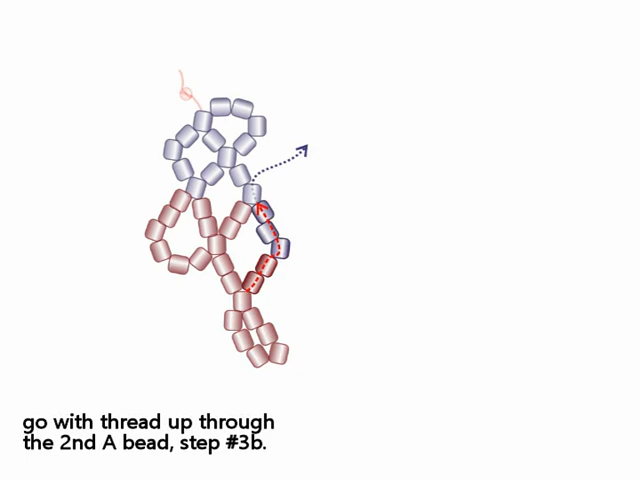 go with thread up through
the 2nd A bead, step #3b.